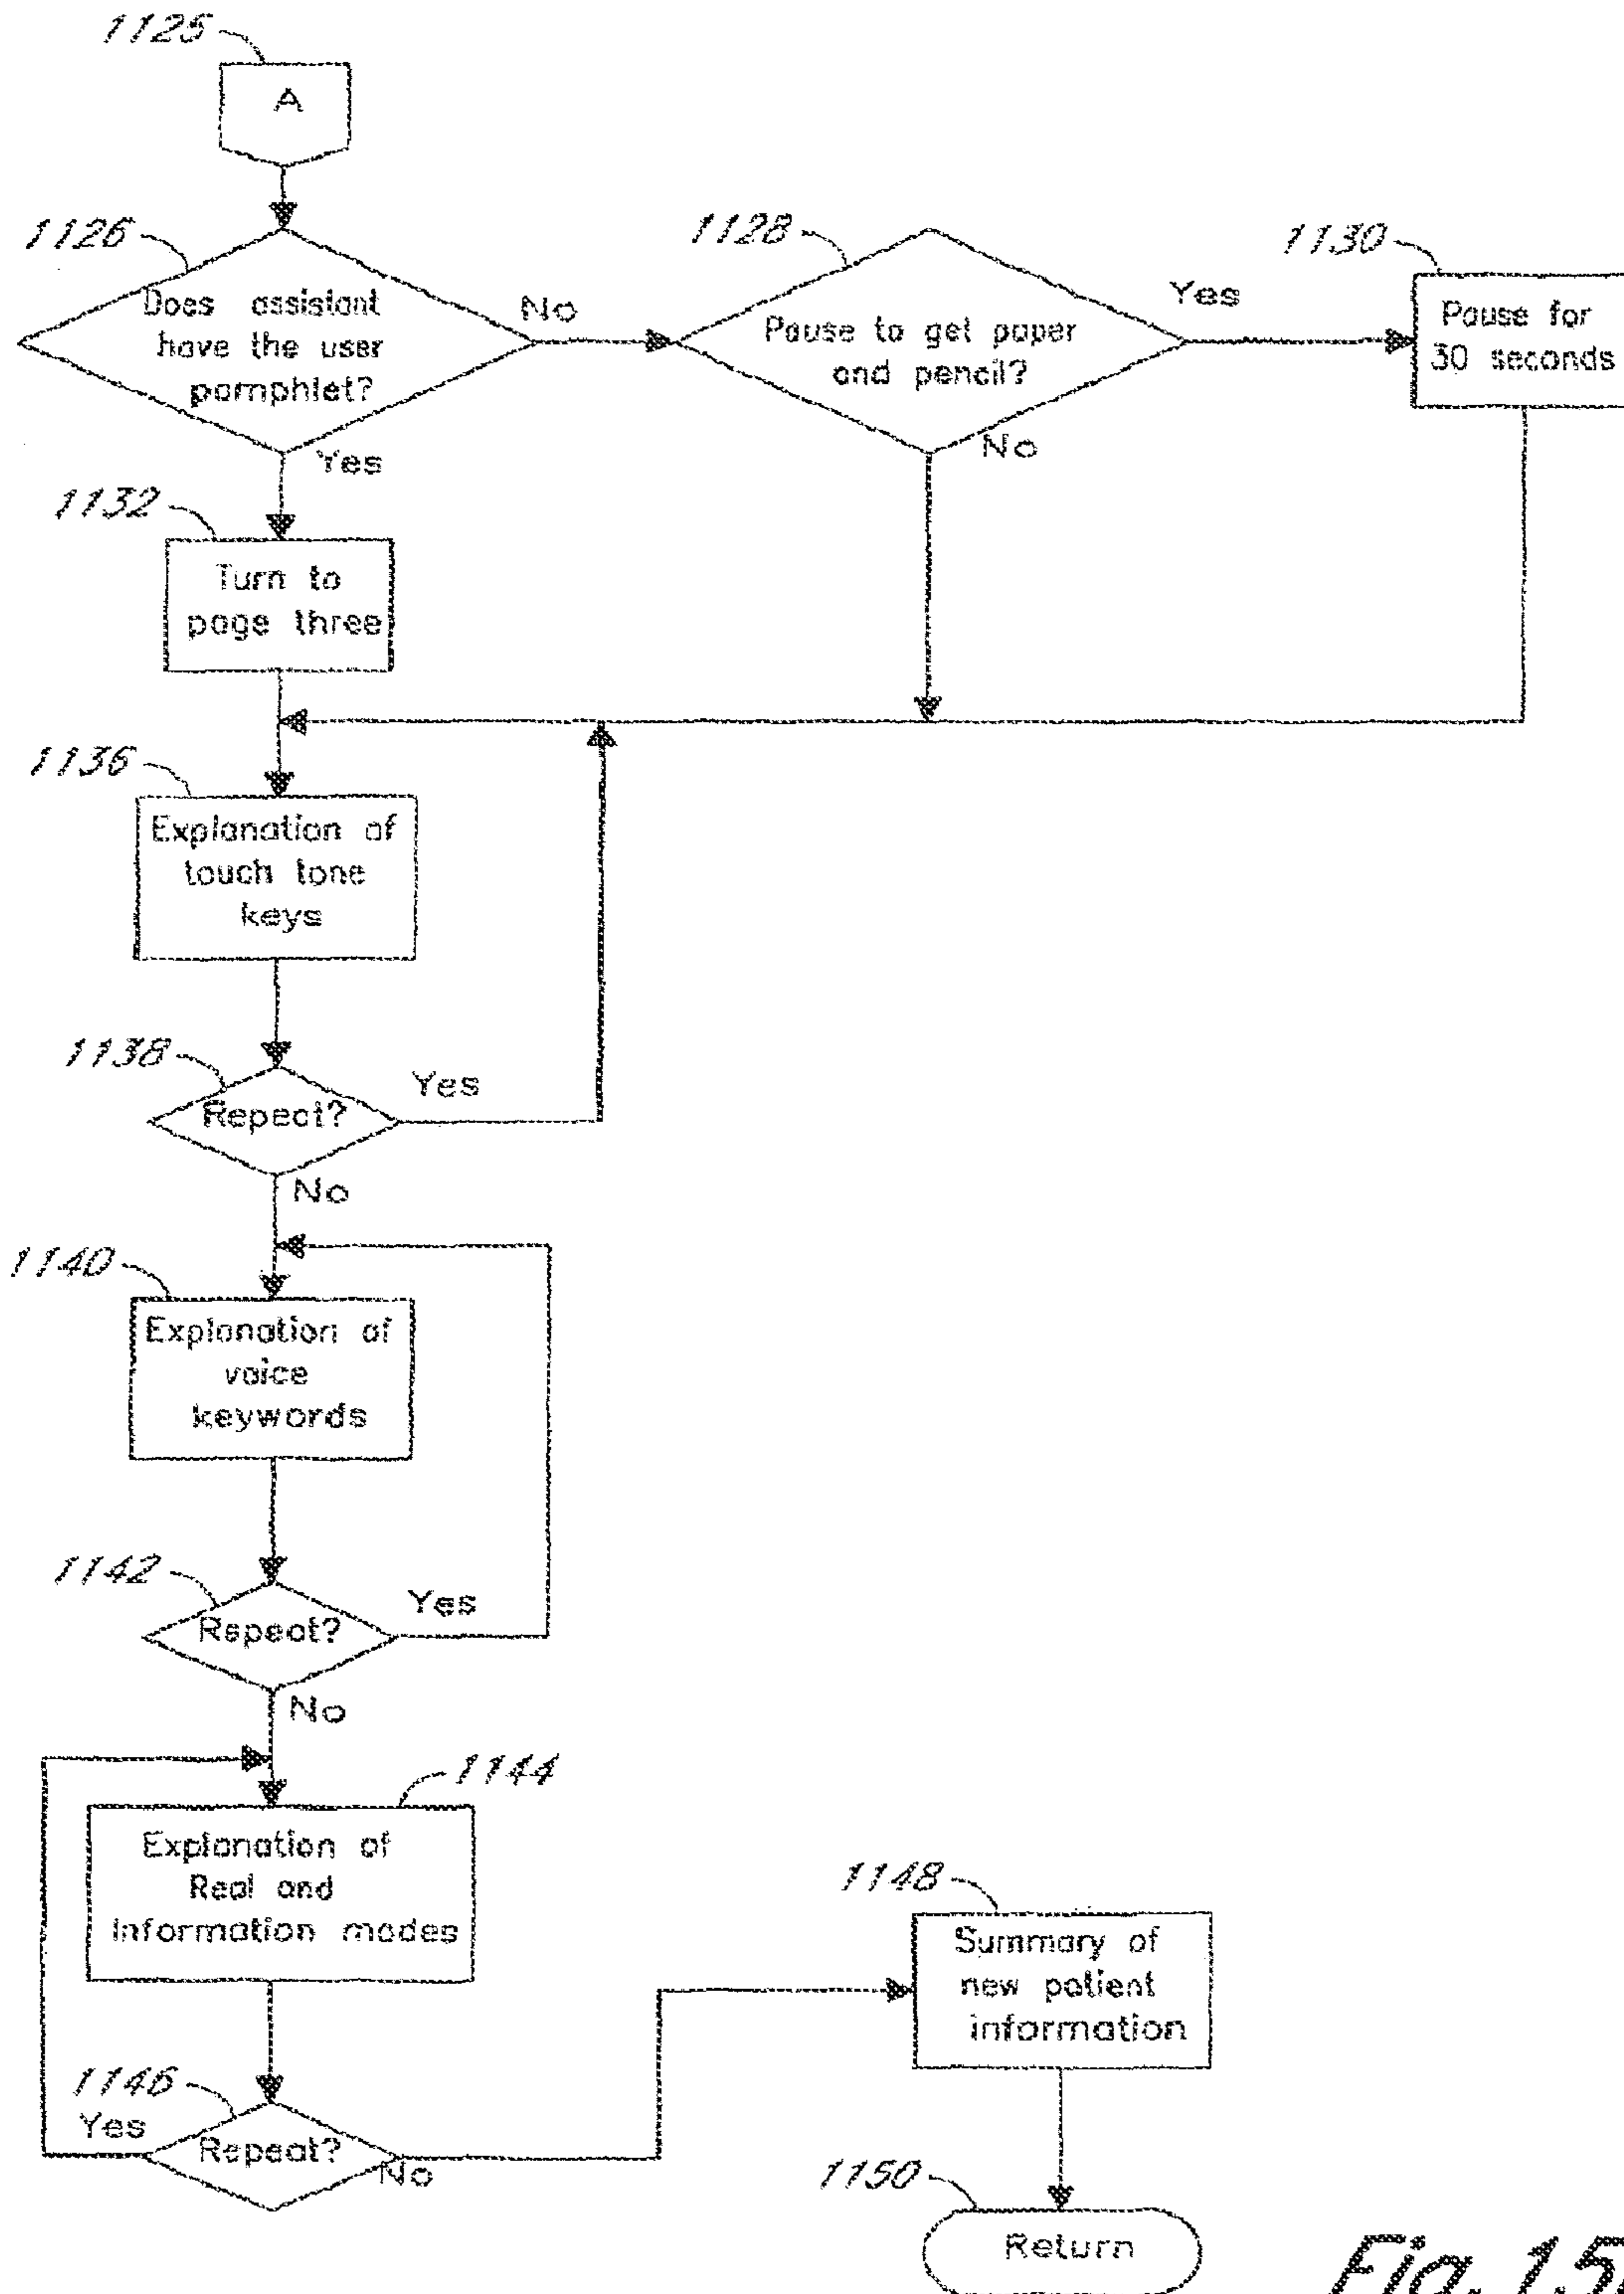 1125
A
1126
Does assistant
have the user
pamphlet?
No
Yes
1128
Pause to get paper
and pencil?
Yes
No
1130
Pause for
30 seconds
1132
Turn to
page three
1136
Explanation of
touch tone
keys
1138
Repeat?
Yes
No
1140
Explanation of
voice
keywords
1142
Repeat?
Yes
No
1144
Explanation of
Real and
Information modes
1146
Yes
Repeat?
No
1148
Summary of
new patient
information
1150
Return